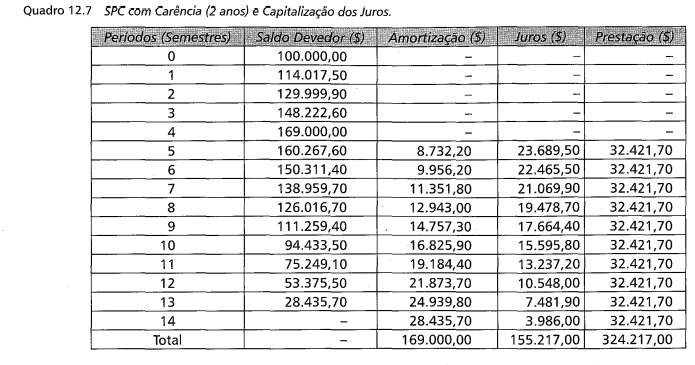 Quadro 12.7 SPC com Carência (2 anos) e Capitalização dos Juros.
Períodos (Semestres) Saldo Devedor ($) Amortização ($) Juros ($) Prestação ($)
0 100.000,00 – – –
1 114.017,50 – – –
2 129.999,90 – – –
3 148.222,60 – – –
4 169.000,00 – – –
5 160.267,60 8.732,20 23.689,50 32.421,70
6 150.311,40 9.956,20 22.465,50 32.421,70
7 138.959,70 11.351,80 21.069,90 32.421,70
8 126.016,70 12.943,00 19.478,70 32.421,70
9 111.259,40 14.757,30 17.664,40 32.421,70
10 94.433,50 16.825,90 15.595,80 32.421,70
11 75.249,10 19.184,40 13.237,20 32.421,70
12 53.375,50 21.873,70 10.548,00 32.421,70
13 28.435,70 24.939,80 7.481,90 32.421,70
14 – 28.435,70 3.986,00 32.421,70
Total – 169.000,00 155.217,00 324.217,00